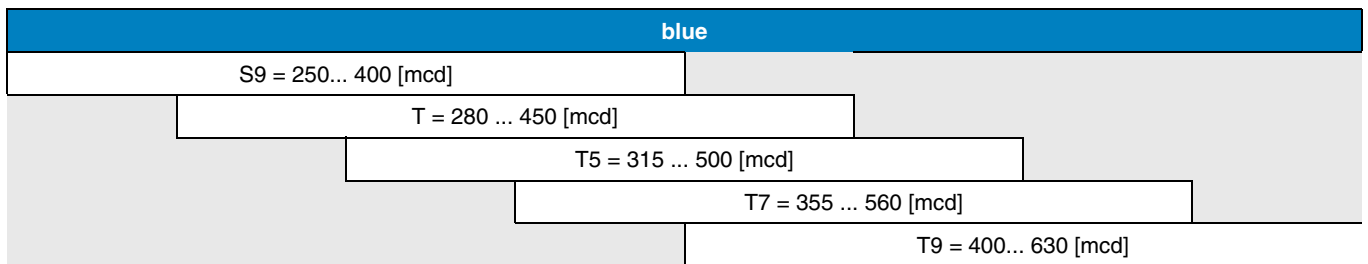 blue
S9 = 250... 400 [mcd]
T = 280 ... 450 [mcd]
T5 = 315 ... 500 [mcd]
T7 = 355 ... 560 [mcd]
T9 = 400... 630 [mcd]